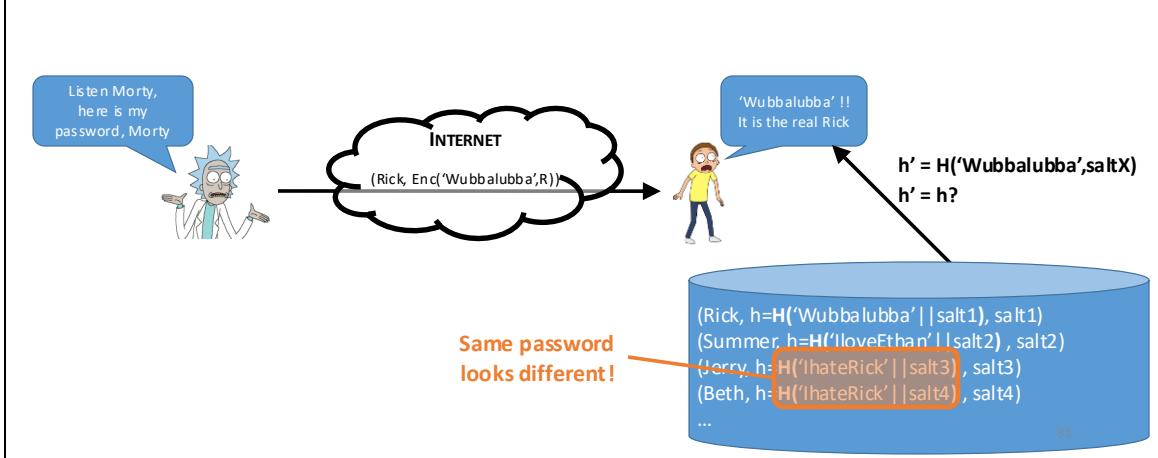 Listen Morty,
here is my
password, Morty
INTERNET
(Rick, Enc('Wubbalubba',R))
'Wubbalubba' !!
It is the real Rick
h' = H('Wubbalubba',saltX)
h' = h?
Same password
looks different!
(Rick, h=H('Wubbalubba'||salt1), salt1)
(Summer, h=H('IloveEthan'||salt2) , salt2)
(Jerry, h=H('IhateRick'||salt3) , salt3)
(Beth, h=H('IhateRick'||salt4) , salt4)
...